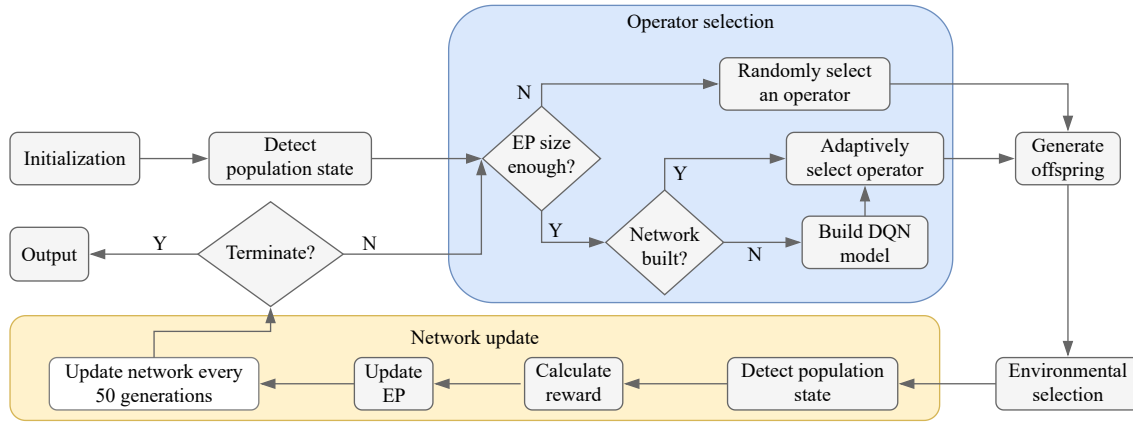 Operator selection
Randomly select
an operator
N
Initialization
Detect
population state
EP size
enough?
Adaptively
select operator
Generate
offspring
Y
Y
Output
Y
Terminate?
N
Network
built?
N
Build DQN
model
Network update
Update network every
50 generations
Update
EP
Calculate
reward
Detect population
state
Environmental
selection